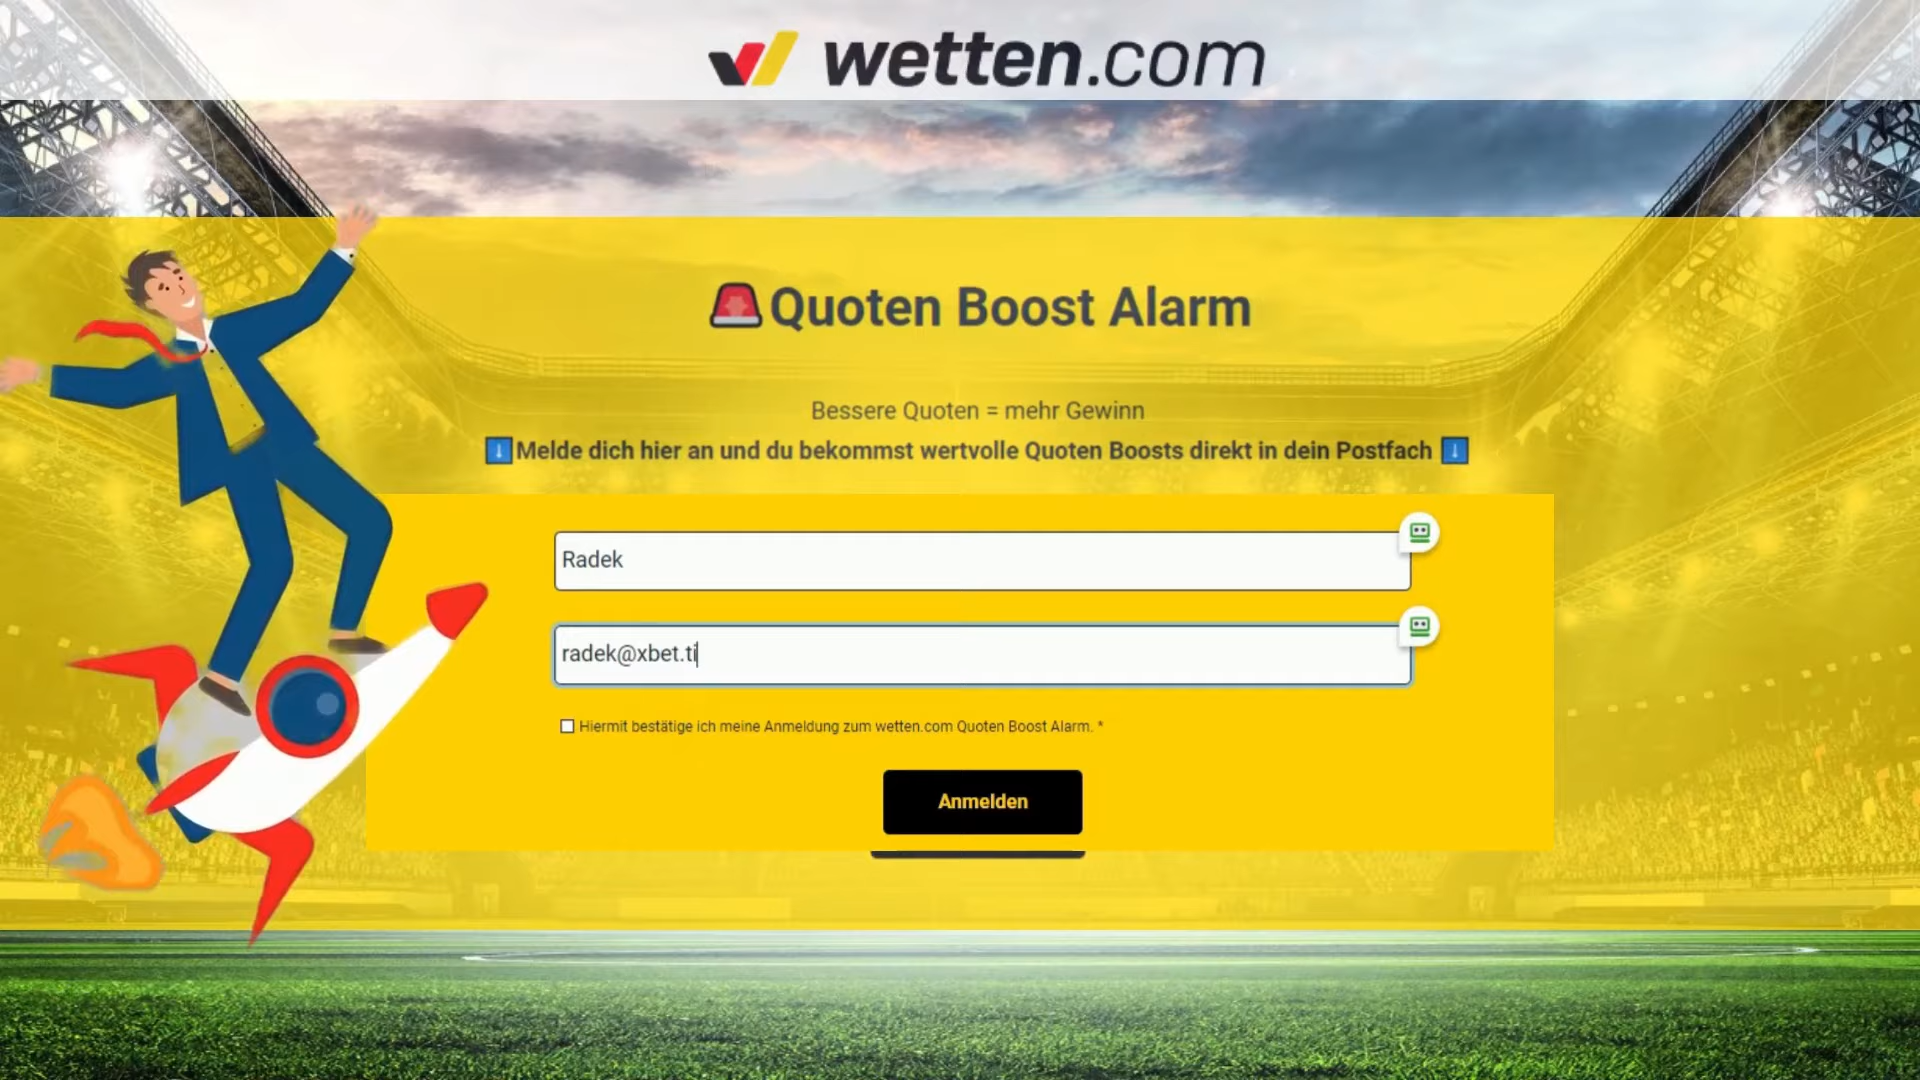 wetten.com
Quoten Boost Alarm
Bessere Quoten = mehr Gewinn
Melde dich hier an und du bekommst wertvolle Quoten Boosts direkt in dein Postfach
Radek
radek@xbet.ti
Hiermit bestätige ich meine Anmeldung zum wetten.com Quoten Boost Alarm. *
Anmelden